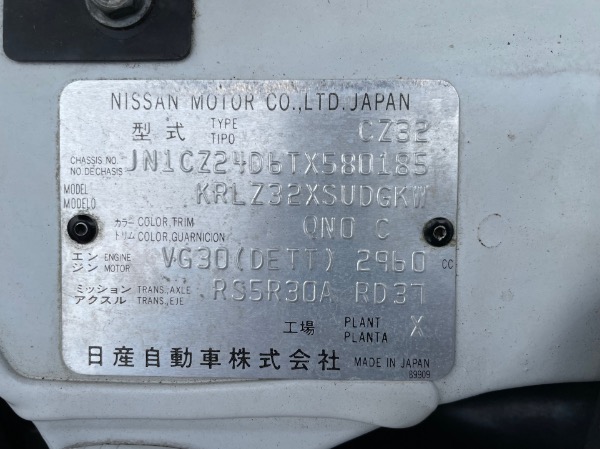 NISSAN MOTOR CO.,LTD. JAPAN
型式 TYPE TIPO CZ32
CHASSIS NO NO DECHASIS JN1CZ24D6TX580185
MODEL MODELO KRLZ32XSUDGKW
カラー トリム COLOR,TRIM COLOR,GUARNICION QN0 C
エンジン ENGINE MOTOR VG30(DETT) 2960 CC
ミッション アクスル TRANS.,AXLE TRANS.,EJE RS5R30A RD37
工場 PLANT PLANTA X
日産自動車株式会社 MADE IN JAPAN
69909